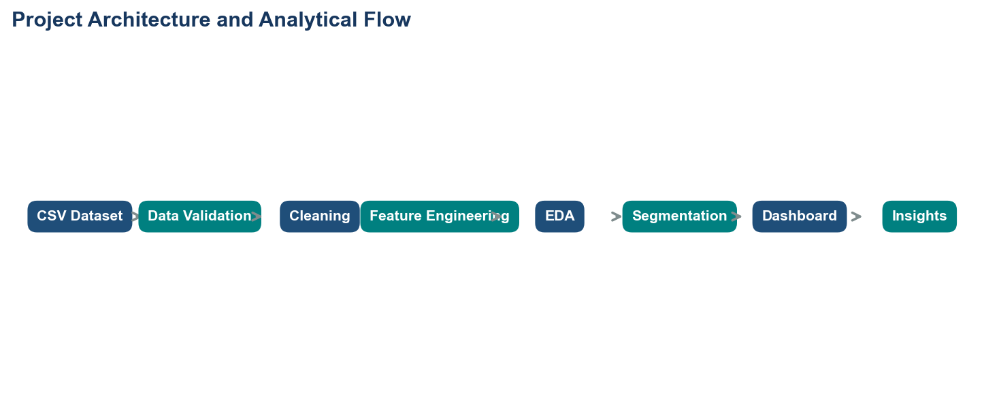 Project Architecture and Analytical Flow
CSV Dataset
Data Validation
Cleaning
Feature Engineering
EDA
Segmentation
Dashboard
Insights